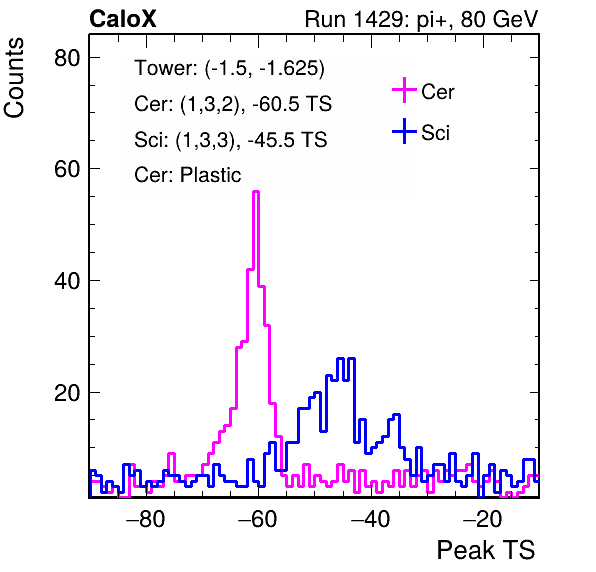 CaloX Run 1429: pi+, 80 GeV
Counts
80
Tower: (-1.5, -1.625)
Cer: (1,3,2), -60.5 TS
Sci: (1,3,3), -45.5 TS
Cer: Plastic
Cer
Sci
60
40
20
−80 −60 −40 −20
Peak TS